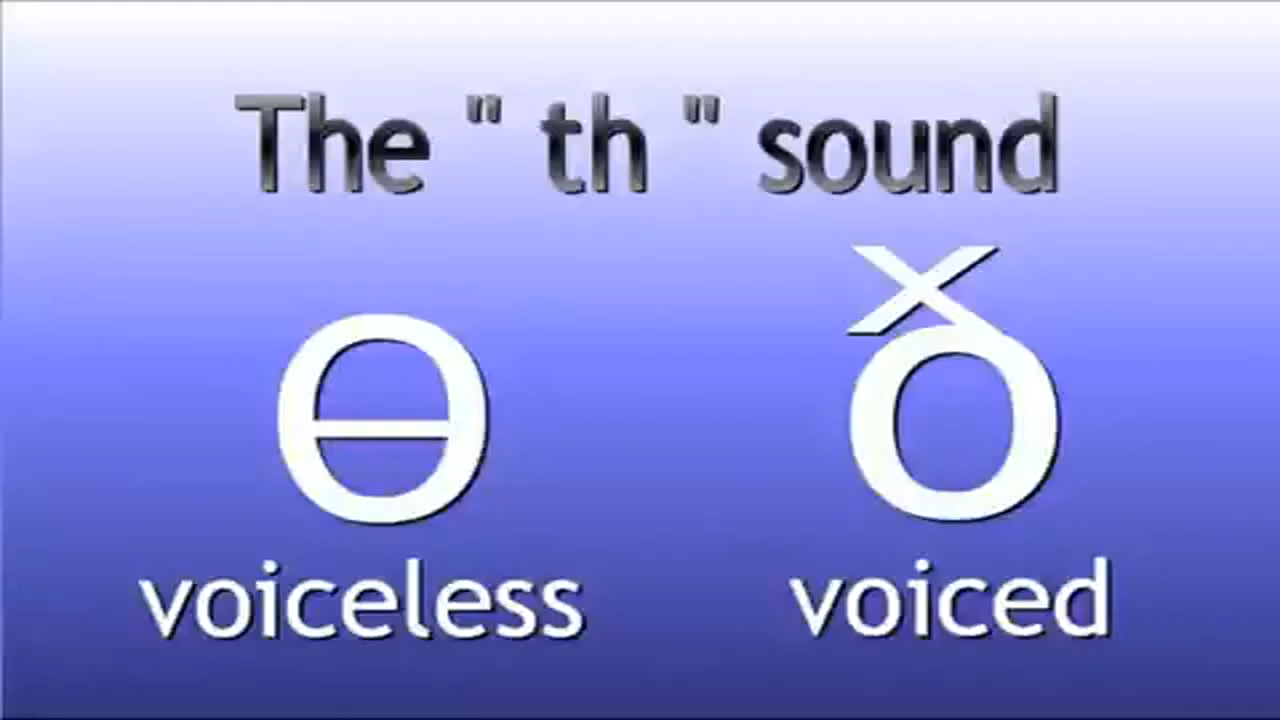 The " th " sound
θ ð
voiceless voiced